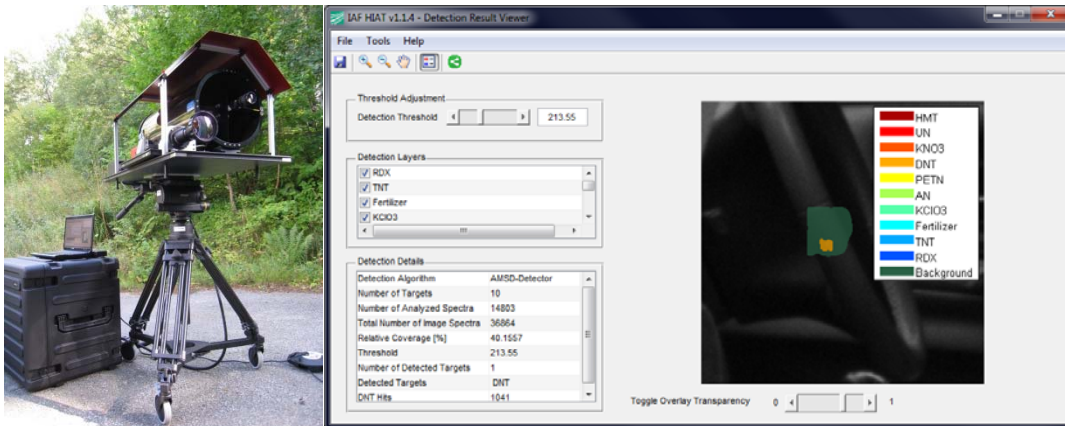 IAF HIAT v1.1.4 - Detection Result Viewer
File Tools Help
Threshold Adjustment
Detection Threshold 213.55
Detection Layers
RDX
TNT
Fertilizer
KClO3
Detection Details
Detection Algorithm AMSD-Detector
Number of Targets 10
Number of Analyzed Spectra 14803
Total Number of Image Spectra 36864
Relative Coverage [%] 40.1557
Threshold 213.55
Number of Detected Targets 1
Detected Targets DNT
DNT Hits 1041
HMT
UN
KNO3
DNT
PETN
AN
KClO3
Fertilizer
TNT
RDX
Background
Toggle Overlay Transparency 0 1